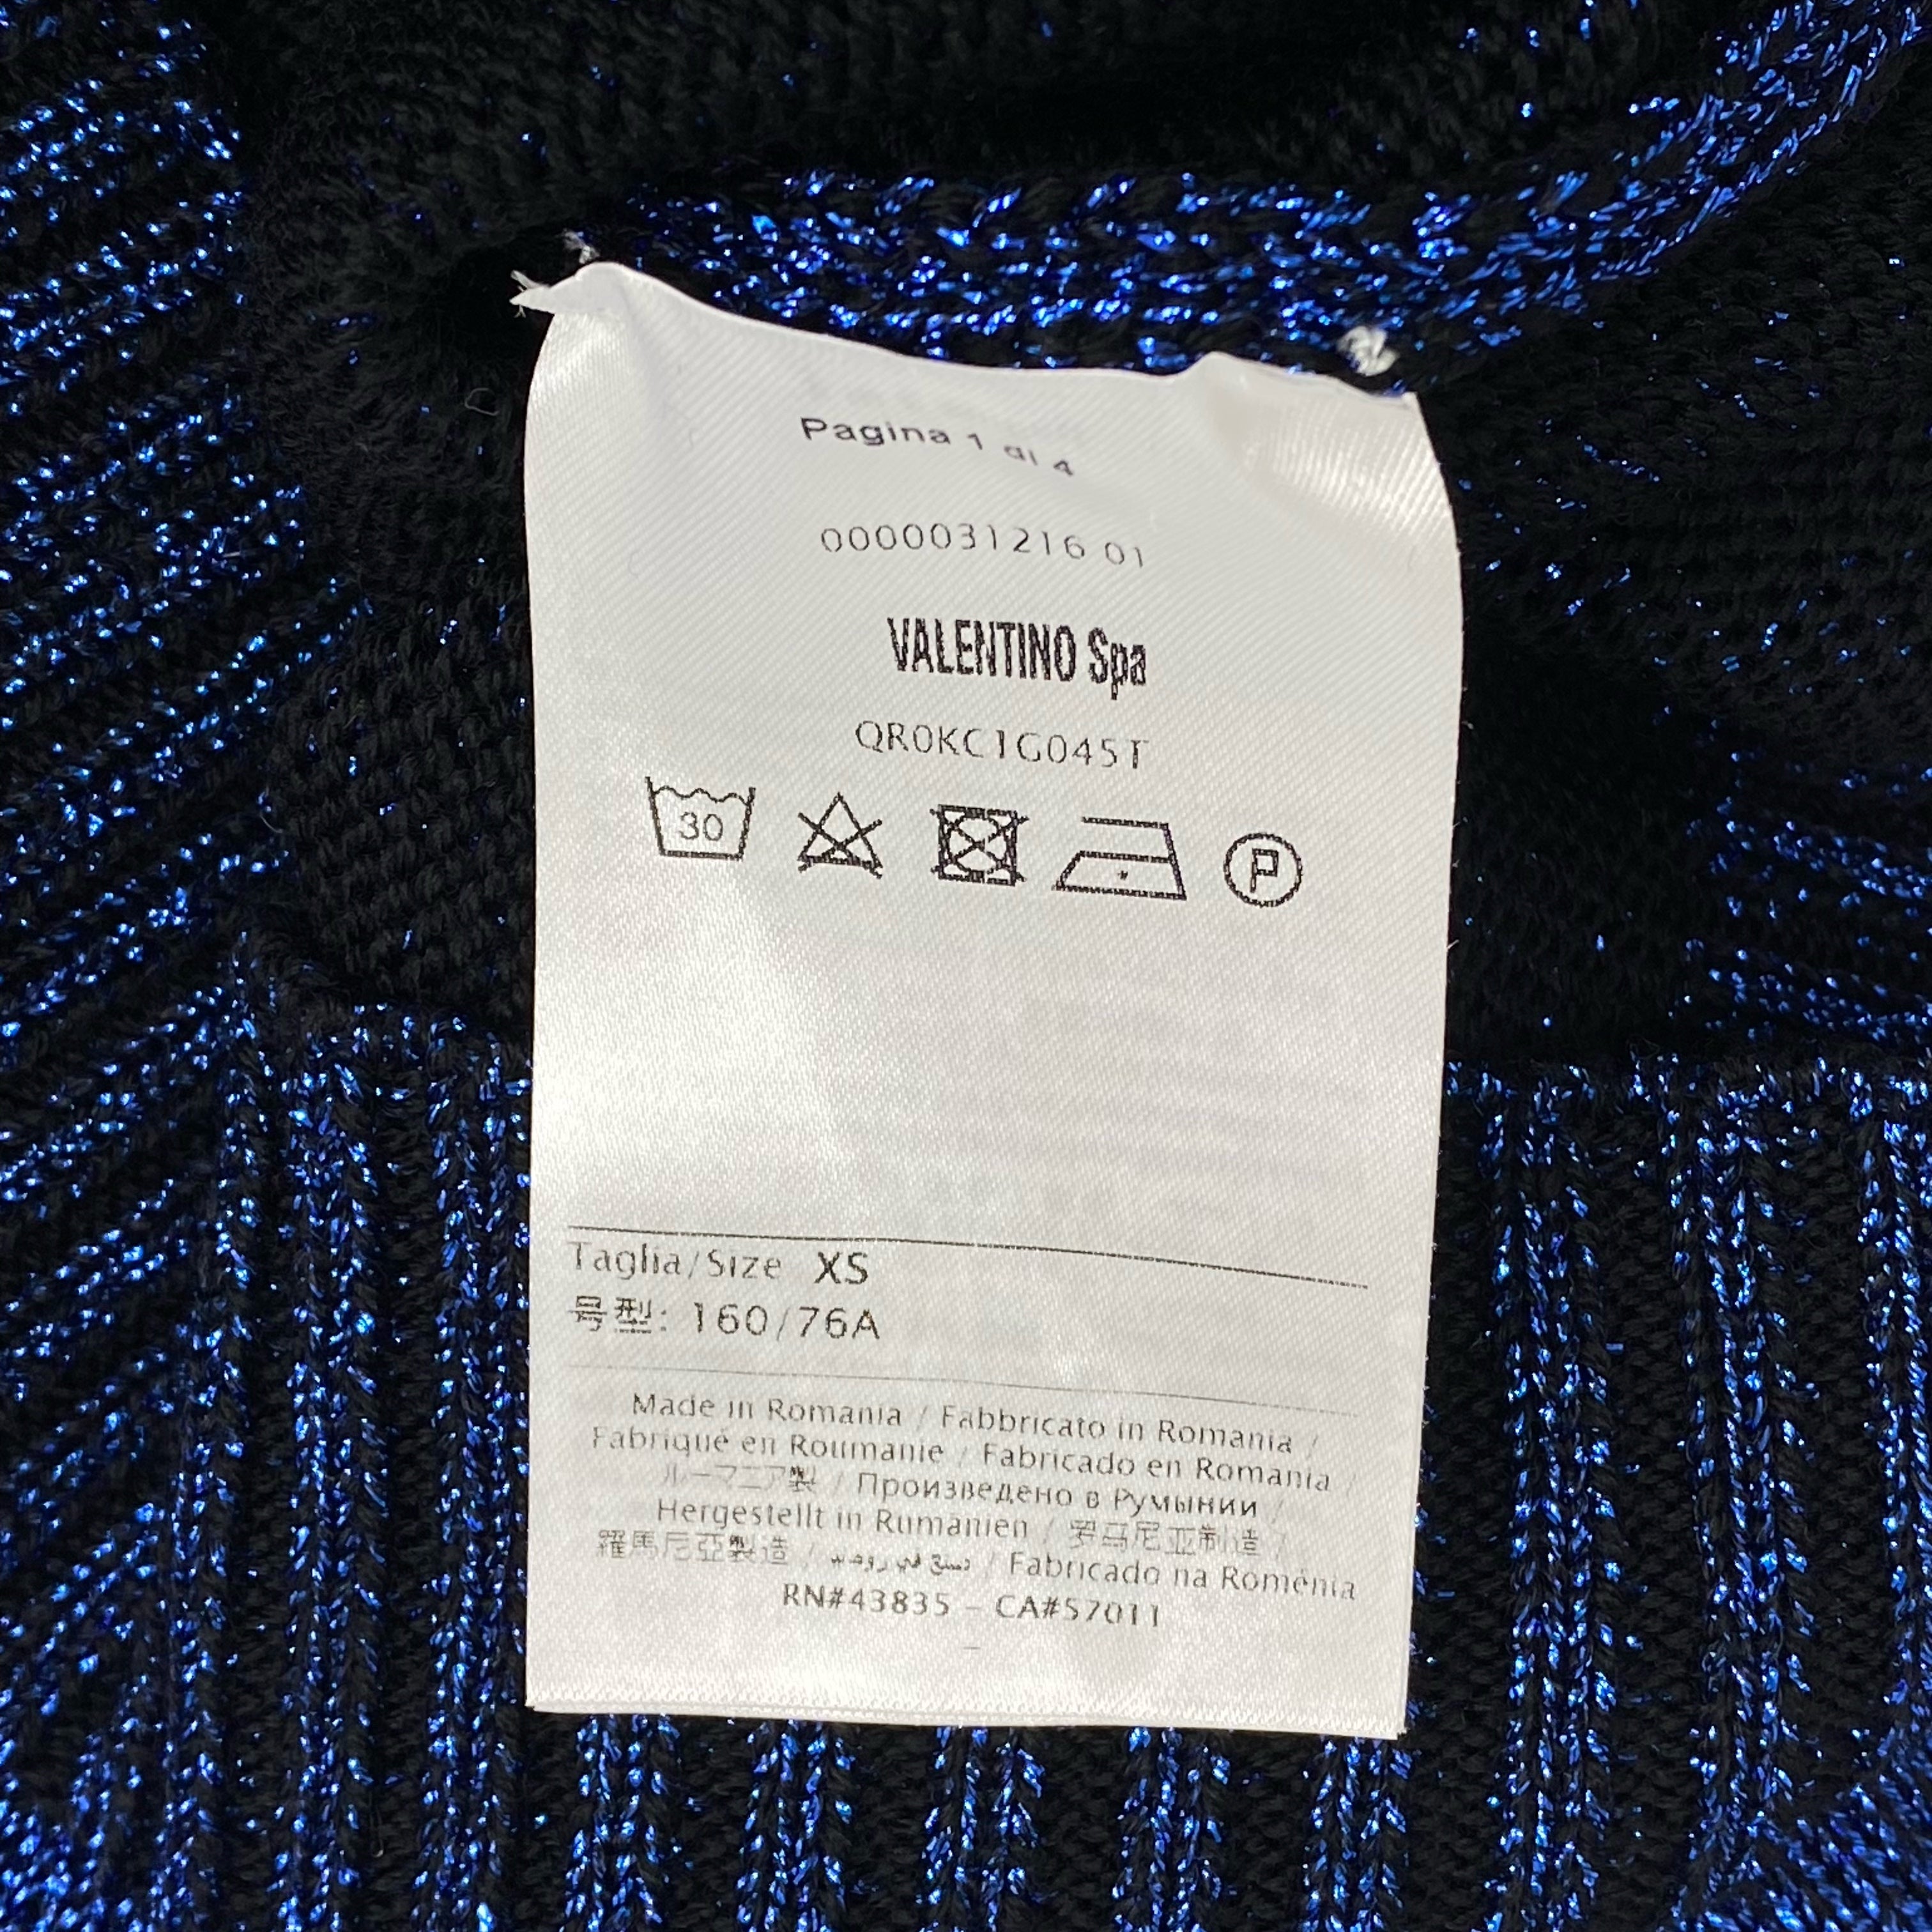 Pagina 1 di 4
0000031216 01
VALENTINO Spa
QR0KC1G045T
30 P
Taglia/Size XS
号型: 160/76A
Made in Romania / Fabbricato in Romania /
Fabriqué en Roumanie / Fabricado en Romania /
ルーマニア製 / Произведено в Румынии /
Hergestellt in Rumanien / 罗马尼亚制造 /
羅馬尼亞製造 / / Fabricado na Roménia
RN#43835 – CA#57011